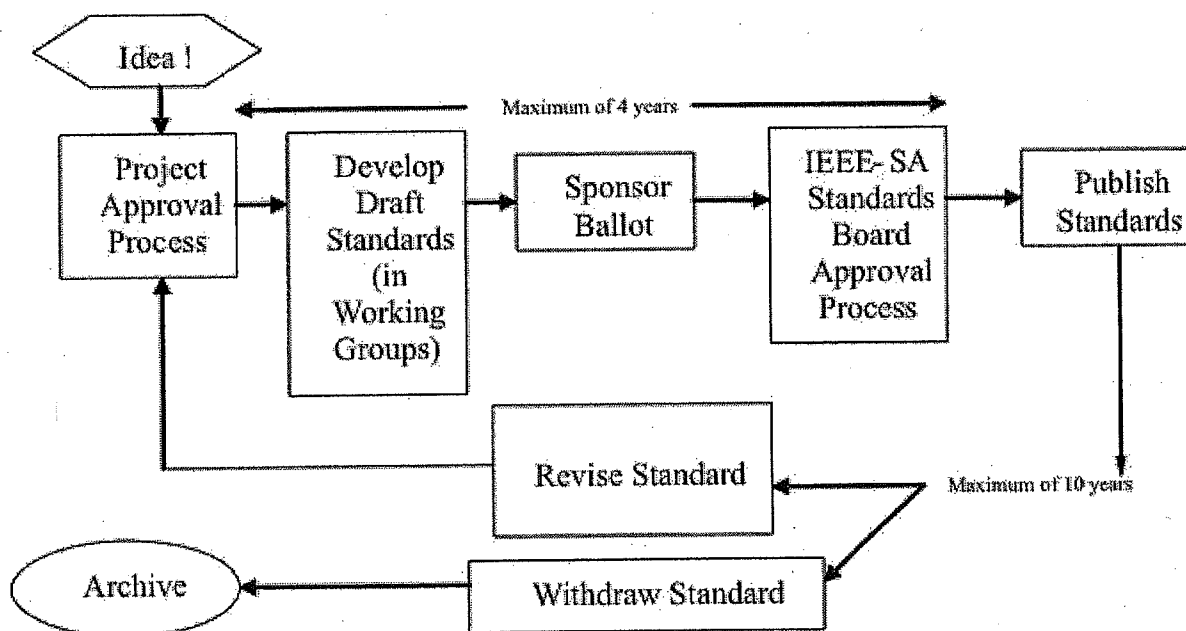 Idea !
Maximum of 4 years
Project
Approval
Process
Develop
Draft
Standards
(in
Working
Groups)
Sponsor
Ballot
IEEE- SA
Standards
Board
Approval
Process
Publish
Standards
Revise Standard
Maximum of 10 years
Archive
Withdraw Standard